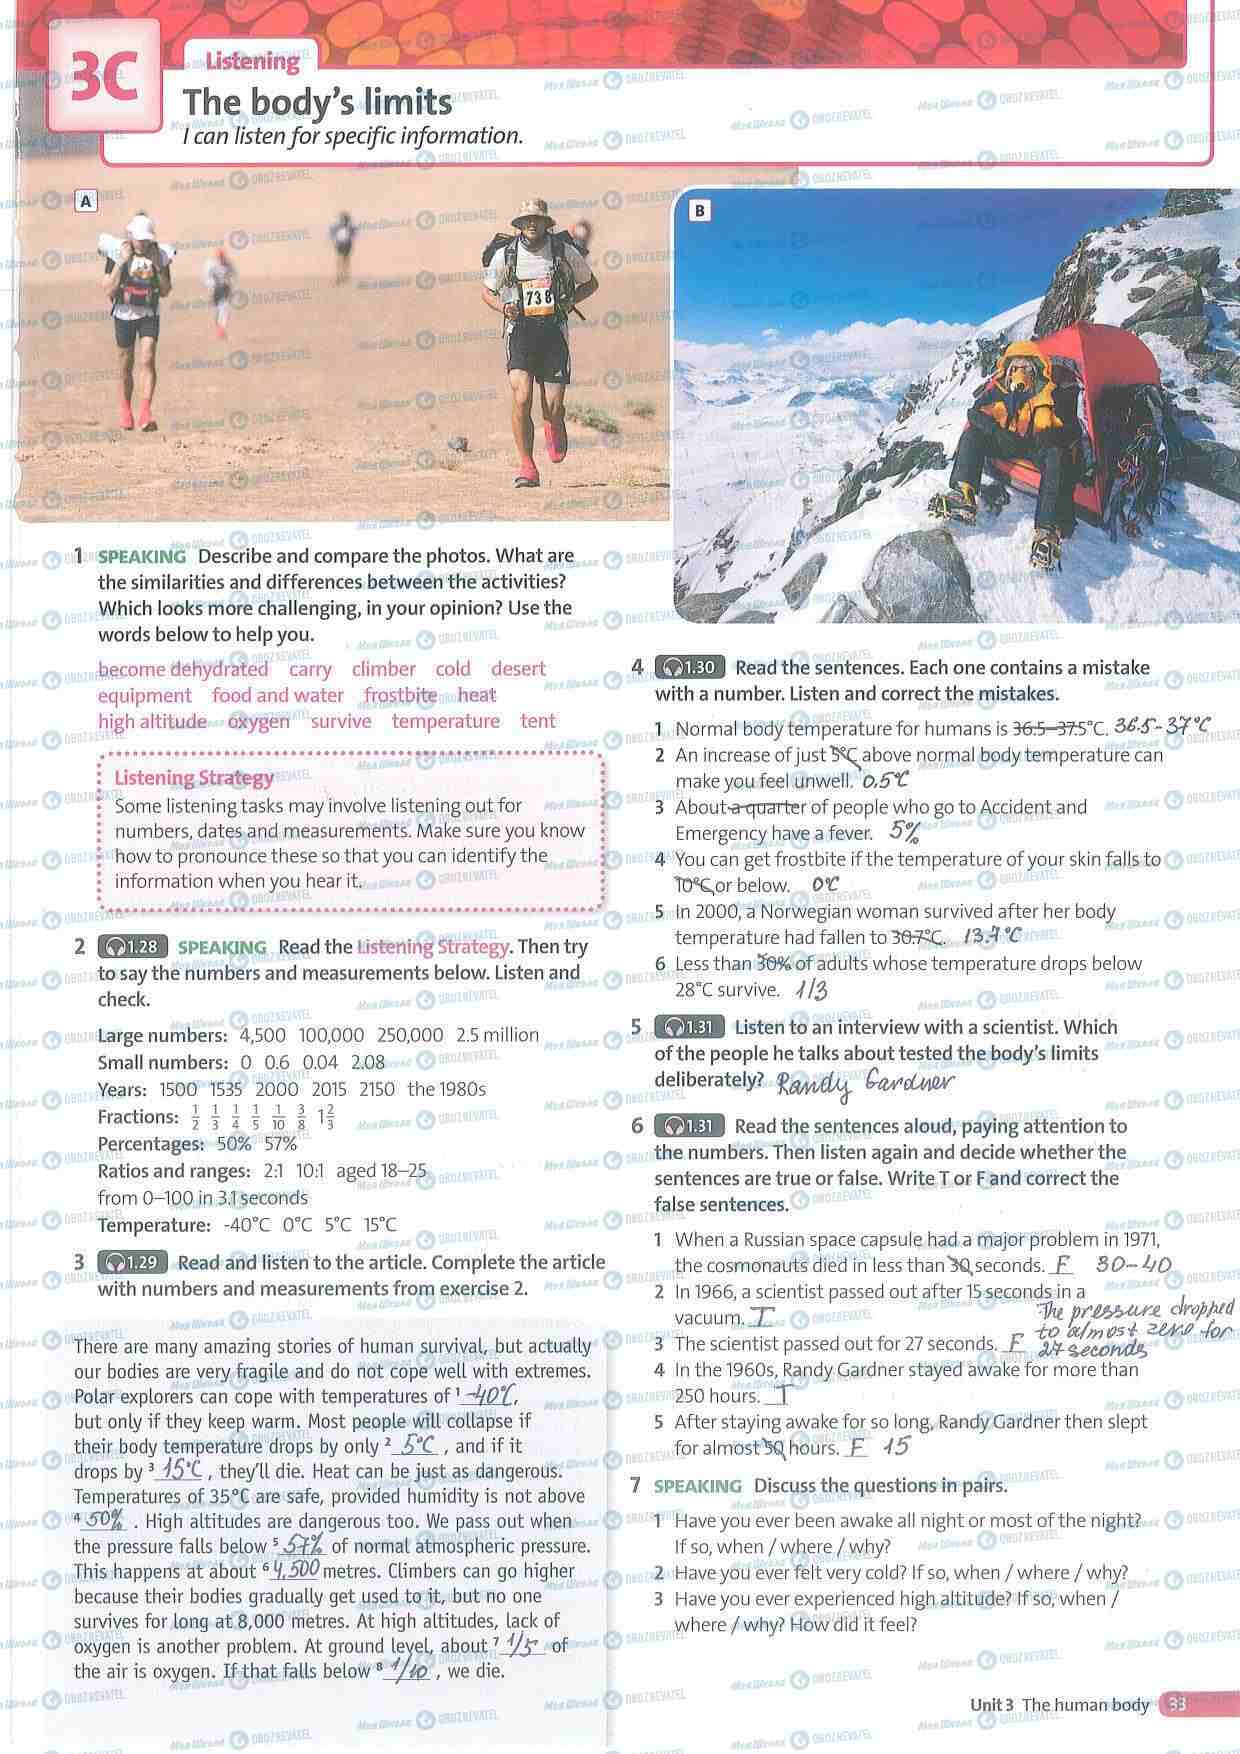 3C
Listening
The body's limits
I can listen for specific information.
A
B
738
1 SPEAKING Describe and compare the photos. What are
the similarities and differences between the activities?
Which looks more challenging, in your opinion? Use the
words below to help you.
become dehydrated carry climber cold desert
equipment food and water frostbite heat
high altitude oxygen survive temperature tent
Listening Strategy
Some listening tasks may involve listening out for
numbers, dates and measurements. Make sure you know
how to pronounce these so that you can identify the
information when you hear it.
2 1.28 SPEAKING Read the Listening Strategy. Then try
to say the numbers and measurements below. Listen and
check.
Large numbers: 4,500 100,000 250,000 2.5 million
Small numbers: 0 0.6 0.04 2.08
Years: 1500 1535 2000 2015 2150 the 1980s
Fractions: 1/2 1/3 1/4 1/5 1/10 3/8 1 2/3
Percentages: 50% 57%
Ratios and ranges: 2:1 10:1 aged 18–25
from 0–100 in 3.1 seconds
Temperature: -40°C 0°C 5°C 15°C
3 1.29 Read and listen to the article. Complete the article
with numbers and measurements from exercise 2.
There are many amazing stories of human survival, but actually
our bodies are very fragile and do not cope well with extremes.
Polar explorers can cope with temperatures of 1 -40°C,
but only if they keep warm. Most people will collapse if
their body temperature drops by only 2 5°C, and if it
drops by 3 15°C, they'll die. Heat can be just as dangerous.
Temperatures of 35°C are safe, provided humidity is not above
4 50%. High altitudes are dangerous too. We pass out when
the pressure falls below 5 57% of normal atmospheric pressure.
This happens at about 6 4,500 metres. Climbers can go higher
because their bodies gradually get used to it, but no one
survives for long at 8,000 metres. At high altitudes, lack of
oxygen is another problem. At ground level, about 7 1/5 of
the air is oxygen. If that falls below 8 1/10, we die.
4 1.30 Read the sentences. Each one contains a mistake
with a number. Listen and correct the mistakes.
1 Normal body temperature for humans is 36.5–37.5°C. 36.5-37°C
2 An increase of just 5°C above normal body temperature can
make you feel unwell. 0,5°C
3 About a quarter of people who go to Accident and
Emergency have a fever. 5%
4 You can get frostbite if the temperature of your skin falls to
10°C or below. 0°C
5 In 2000, a Norwegian woman survived after her body
temperature had fallen to 30.7°C. 13.7°C
6 Less than 30% of adults whose temperature drops below
28°C survive. 1/3
5 1.31 Listen to an interview with a scientist. Which
of the people he talks about tested the body's limits
deliberately? Randy Gardner
6 1.31 Read the sentences aloud, paying attention to
the numbers. Then listen again and decide whether the
sentences are true or false. Write T or F and correct the
false sentences.
1 When a Russian space capsule had a major problem in 1971,
the cosmonauts died in less than 30 seconds. F 30-40
2 In 1966, a scientist passed out after 15 seconds in a
vacuum. T
3 The scientist passed out for 27 seconds. F The pressure dropped
to almost zero for
27 seconds
4 In the 1960s, Randy Gardner stayed awake for more than
250 hours. T
5 After staying awake for so long, Randy Gardner then slept
for almost 50 hours. F 15
7 SPEAKING Discuss the questions in pairs.
1 Have you ever been awake all night or most of the night?
If so, when / where / why?
2 Have you ever felt very cold? If so, when / where / why?
3 Have you ever experienced high altitude? If so, when /
where / why? How did it feel?
Unit 3 The human body 33